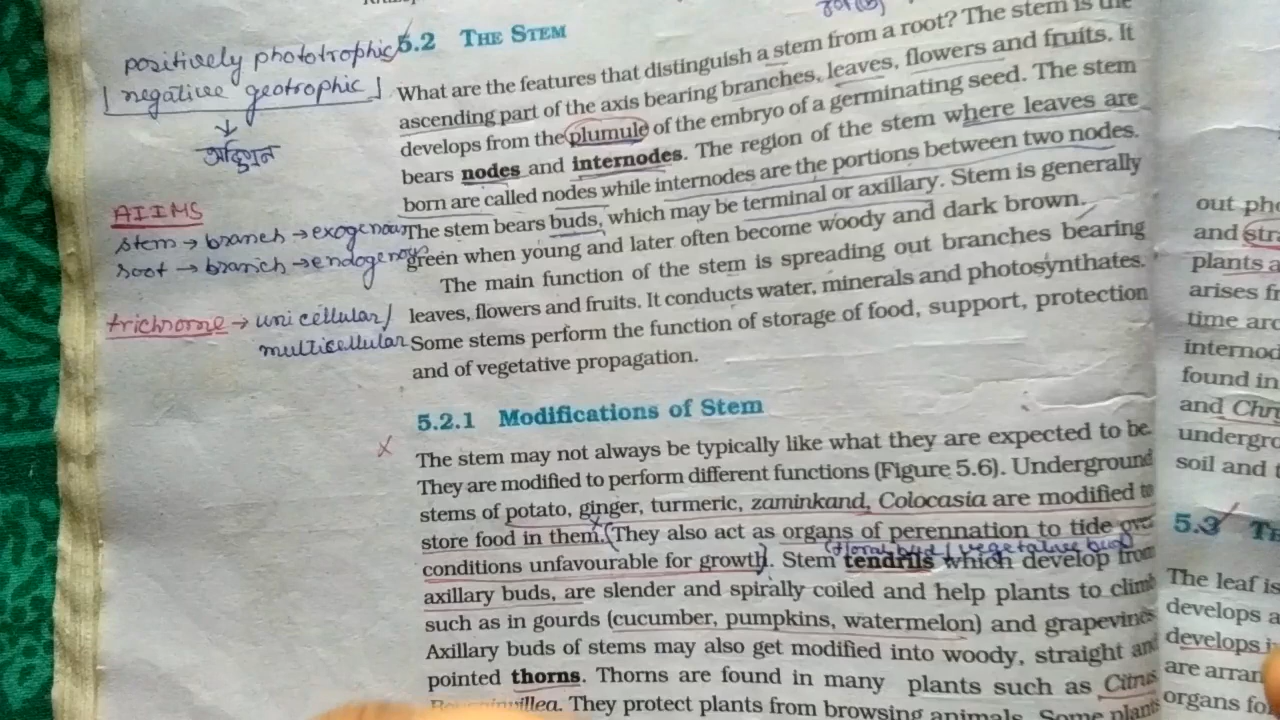 positively phototrophic
negative geotrophic
AIIMS
stem → branch → exogenous
root → branch → endogenous
trichome → unicellular/
multicellular
5.2 THE STEM
What are the features that distinguish a stem from a root? The stem is the
ascending part of the axis bearing branches, leaves, flowers and fruits. It
develops from the plumule of the embryo of a germinating seed. The stem
bears nodes and internodes. The region of the stem where leaves are
born are called nodes while internodes are the portions between two nodes.
The stem bears buds, which may be terminal or axillary. Stem is generally
green when young and later often become woody and dark brown.
The main function of the stem is spreading out branches bearing
leaves, flowers and fruits. It conducts water, minerals and photosynthates.
Some stems perform the function of storage of food, support, protection
and of vegetative propagation.
5.2.1 Modifications of Stem
The stem may not always be typically like what they are expected to be.
They are modified to perform different functions (Figure 5.6). Underground
stems of potato, ginger, turmeric, zaminkand, Colocasia are modified to
store food in them. They also act as organs of perennation to tide over
(floral bud / vegetative bud)
conditions unfavourable for growth. Stem tendrils which develop from
axillary buds, are slender and spirally coiled and help plants to climb
such as in gourds (cucumber, pumpkins, watermelon) and grapevines
Axillary buds of stems may also get modified into woody, straight and
pointed thorns. Thorns are found in many plants such as Citrus
They protect plants from browsing animals. Some plants
out
and
plants
arises
time
found in
and
soil and
5.3
The leaf is
develops
develops
are
organs